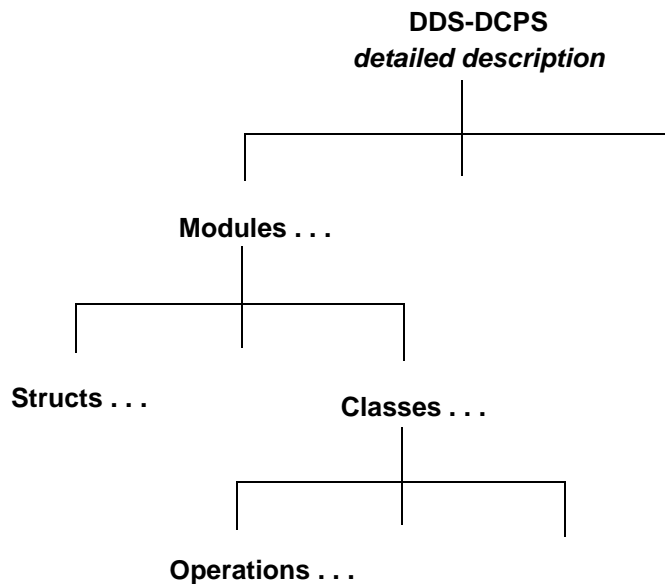 DDS-DCPS
detailed description
Modules . . .
Structs . . .
Classes . . .
Operations . . .